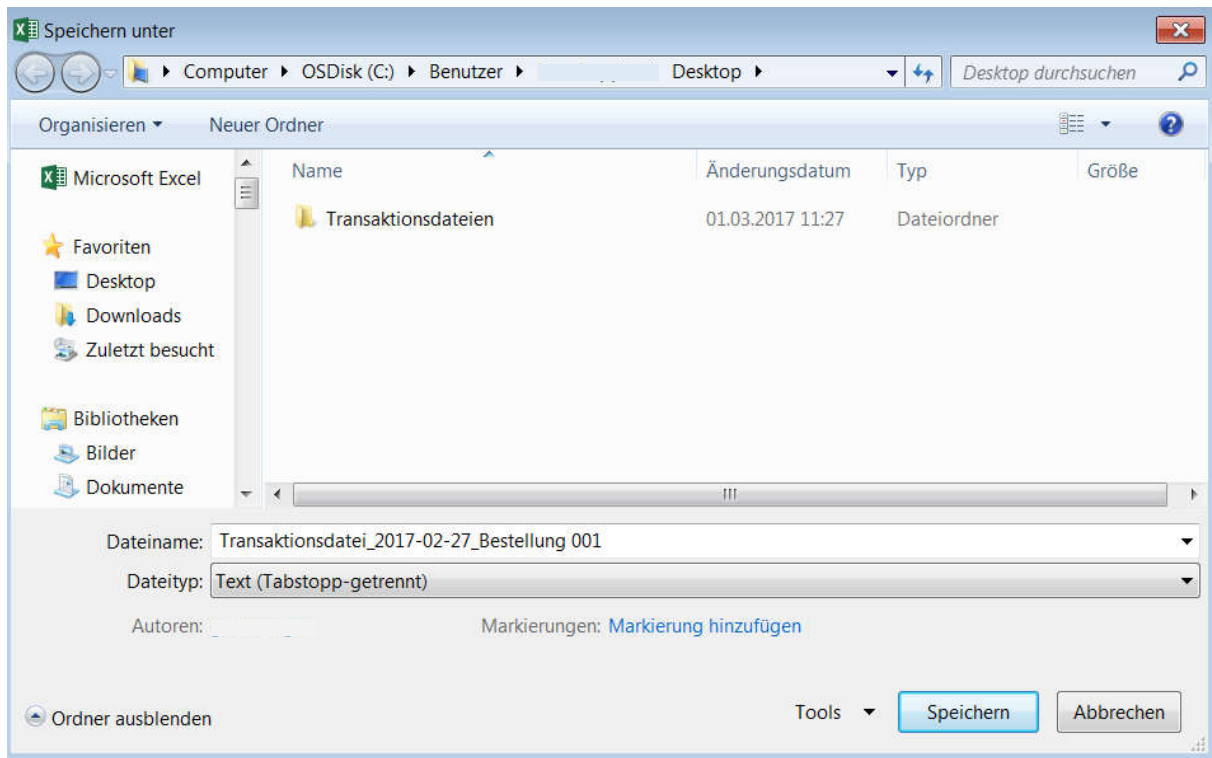 Speichern unter
Computer OSDisk (C:) Benutzer Desktop Desktop durchsuchen
Organisieren Neuer Ordner
Microsoft Excel Name Änderungsdatum Typ Größe
Transaktionsdateien 01.03.2017 11:27 Dateiordner
Favoriten
Desktop
Downloads
Zuletzt besucht
Bibliotheken
Bilder
Dokumente
Dateiname: Transaktionsdatei_2017-02-27_Bestellung 001
Dateityp: Text (Tabstopp-getrennt)
Autoren: Markierungen: Markierung hinzufügen
Ordner ausblenden Tools Speichern Abbrechen